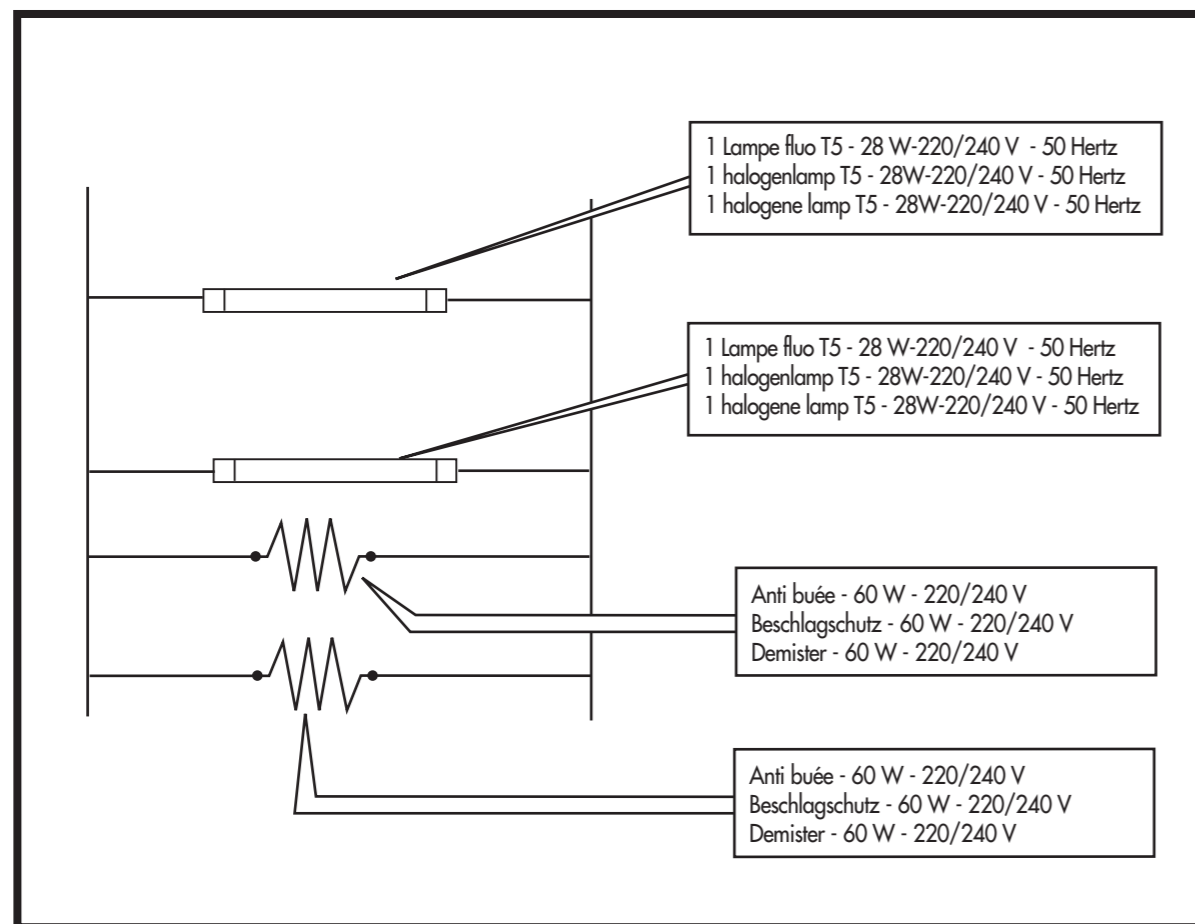 1 Lampe fluo T5 - 28 W-220/240 V - 50 Hertz
1 halogenlamp T5 - 28W-220/240 V - 50 Hertz
1 halogene lamp T5 - 28W-220/240 V - 50 Hertz
1 Lampe fluo T5 - 28 W-220/240 V - 50 Hertz
1 halogenlamp T5 - 28W-220/240 V - 50 Hertz
1 halogene lamp T5 - 28W-220/240 V - 50 Hertz
Anti buée - 60 W - 220/240 V
Beschlagschutz - 60 W - 220/240 V
Demister - 60 W - 220/240 V
Anti buée - 60 W - 220/240 V
Beschlagschutz - 60 W - 220/240 V
Demister - 60 W - 220/240 V